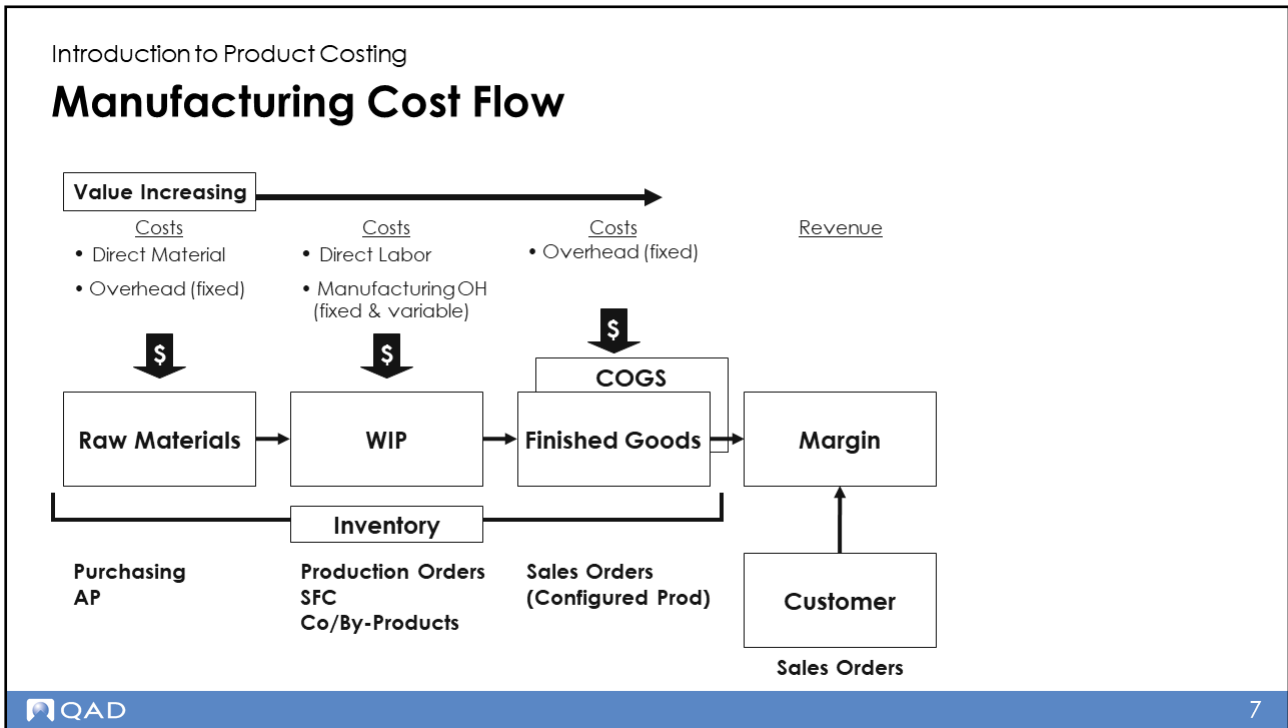 Introduction to Product Costing
Manufacturing Cost Flow
Value Increasing
Costs
• Direct Material
• Overhead (fixed)
Costs
• Direct Labor
• Manufacturing OH
(fixed & variable)
Costs
• Overhead (fixed)
Revenue
$
$
$
COGS
Raw Materials
WIP
Finished Goods
Margin
Inventory
Purchasing
AP
Production Orders
SFC
Co/By-Products
Sales Orders
(Configured Prod)
Customer
Sales Orders
QAD
7